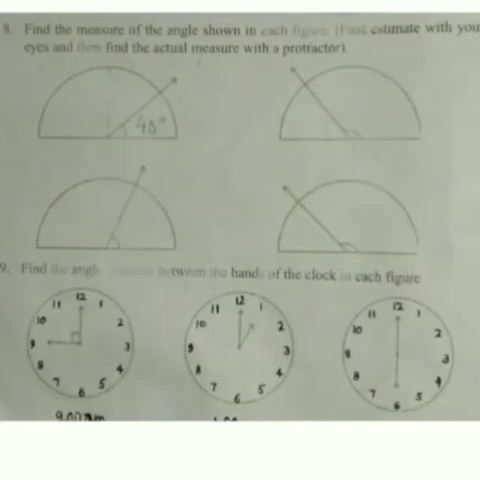 8. Find the measure of the angle shown in each figure. (First estimate with you
eyes and then find the actual measure with a protractor).
40°
9. Find the angle between the hands of the clock in each figure
12 1 2 3 4 5 6 7 8 9 10 11
12 1 2 3 4 5 6 7 8 9 10 11
12 1 2 3 4 5 6 7 8 9 10 11
9.00am